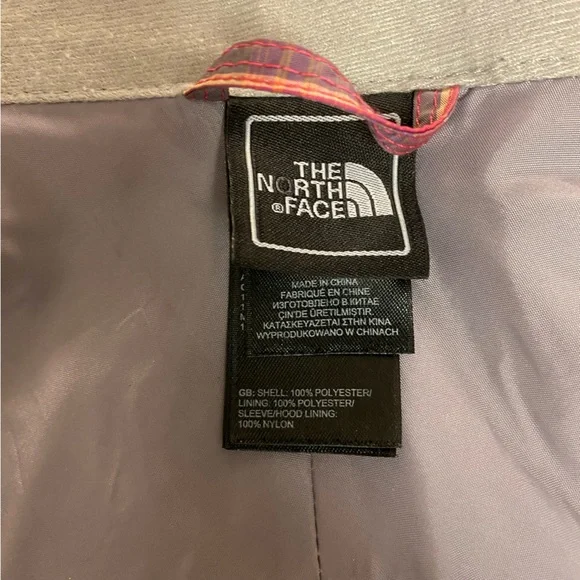 THE
NORTH
® FACE
MADE IN CHINA
FABRIQUÉ EN CHINE
ИЗГОТОВЛЕНО В КИТАЕ
ÇIN'DE ÜRETILMIŞTIR.
ΚΑΤΑΣΚΕΥΑΖΕΤΑΙ ΣΤΗΝ ΚΙΝΑ
WYPRODUKOWANO W CHINACH
GB: SHELL: 100% POLYESTER/
LINING: 100% POLYESTER/
SLEEVE/HOOD LINING:
100% NYLON